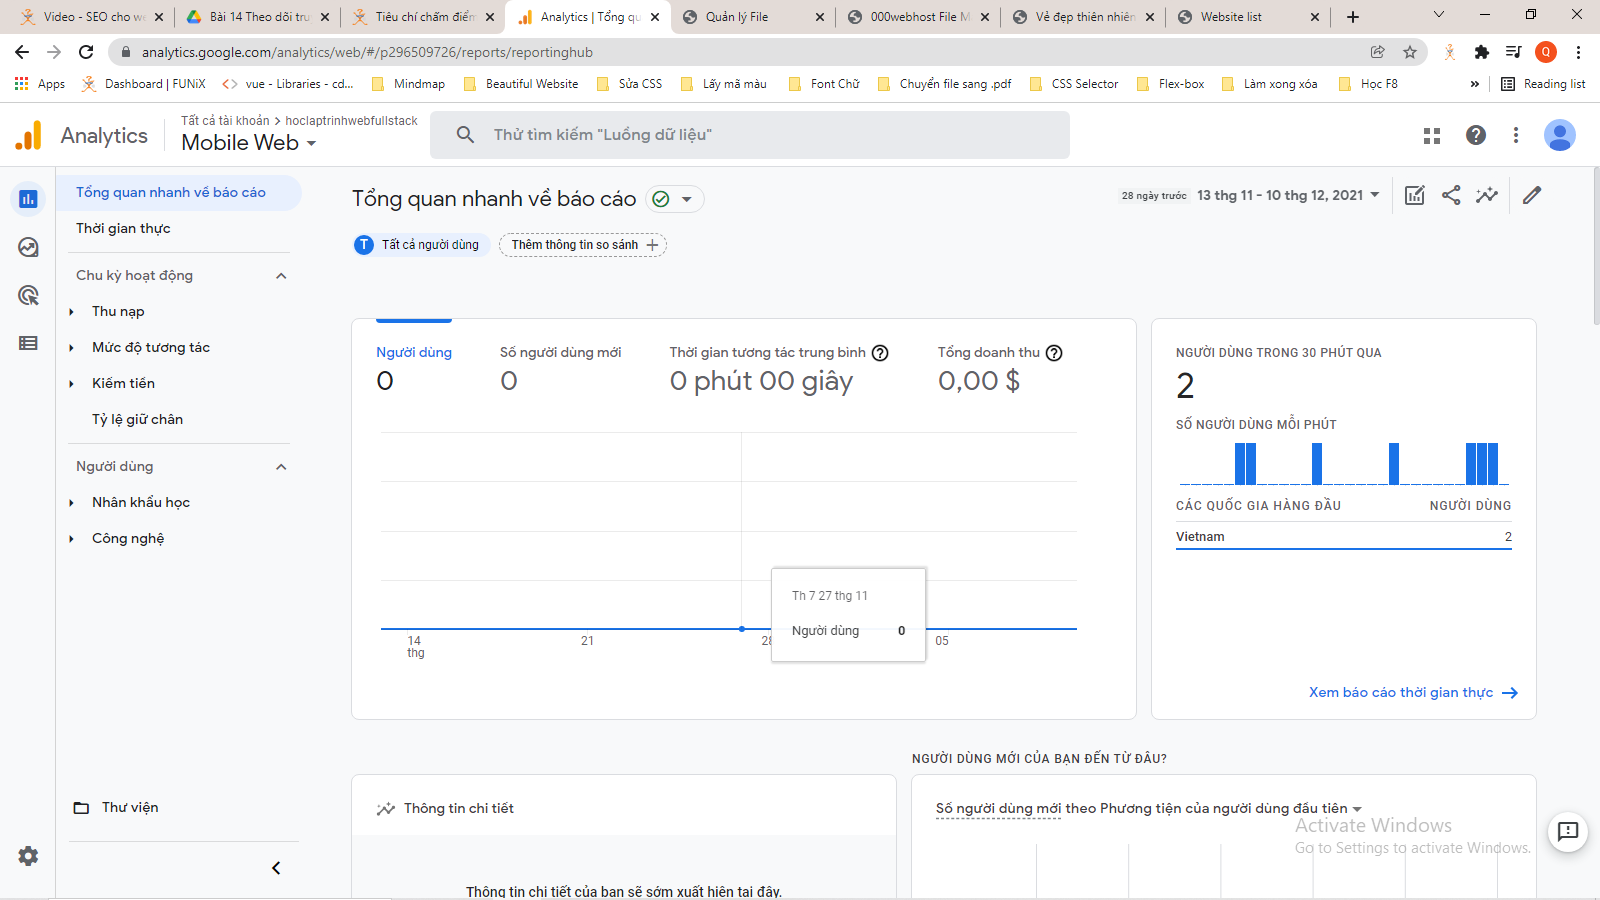 Video - SEO cho we
Bài 14 Theo dõi tru
Tiêu chí chấm điểm
Analytics | Tổng qu
Quản lý File
000webhost File M
Vẻ đẹp thiên nhiên
Website list
analytics.google.com/analytics/web/#/p296509726/reports/reportinghub
Q
Apps
Dashboard | FUNiX
vue - Libraries - cd...
Mindmap
Beautiful Website
Sửa CSS
Lấy mã màu
Font Chữ
Chuyển file sang .pdf
CSS Selector
Flex-box
Làm xong xóa
Học F8
»
Reading list
Analytics
Tất cả tài khoản > hoclaptrinhwebfullstack
Mobile Web
Thử tìm kiếm "Luồng dữ liệu"
Tổng quan nhanh về báo cáo
Thời gian thực
Chu kỳ hoạt động
Thu nạp
Mức độ tương tác
Kiếm tiền
Tỷ lệ giữ chân
Người dùng
Nhân khẩu học
Công nghệ
Thư viện
Tổng quan nhanh về báo cáo
28 ngày trước 13 thg 11 - 10 thg 12, 2021
T Tất cả người dùng
Thêm thông tin so sánh
Người dùng
0
Số người dùng mới
0
Thời gian tương tác trung bình
0 phút 00 giây
Tổng doanh thu
0,00 $
14
thg
21
28
05
Th 7 27 thg 11
Người dùng 0
NGƯỜI DÙNG TRONG 30 PHÚT QUA
2
SỐ NGƯỜI DÙNG MỖI PHÚT
CÁC QUỐC GIA HÀNG ĐẦU NGƯỜI DÙNG
Vietnam 2
Xem báo cáo thời gian thực
Thông tin chi tiết
Thông tin chi tiết của bạn sẽ sớm xuất hiện tại đây.
NGƯỜI DÙNG MỚI CỦA BẠN ĐẾN TỪ ĐÂU?
Số người dùng mới theo Phương tiện của người dùng đầu tiên
Activate Windows
Go to Settings to activate Windows.